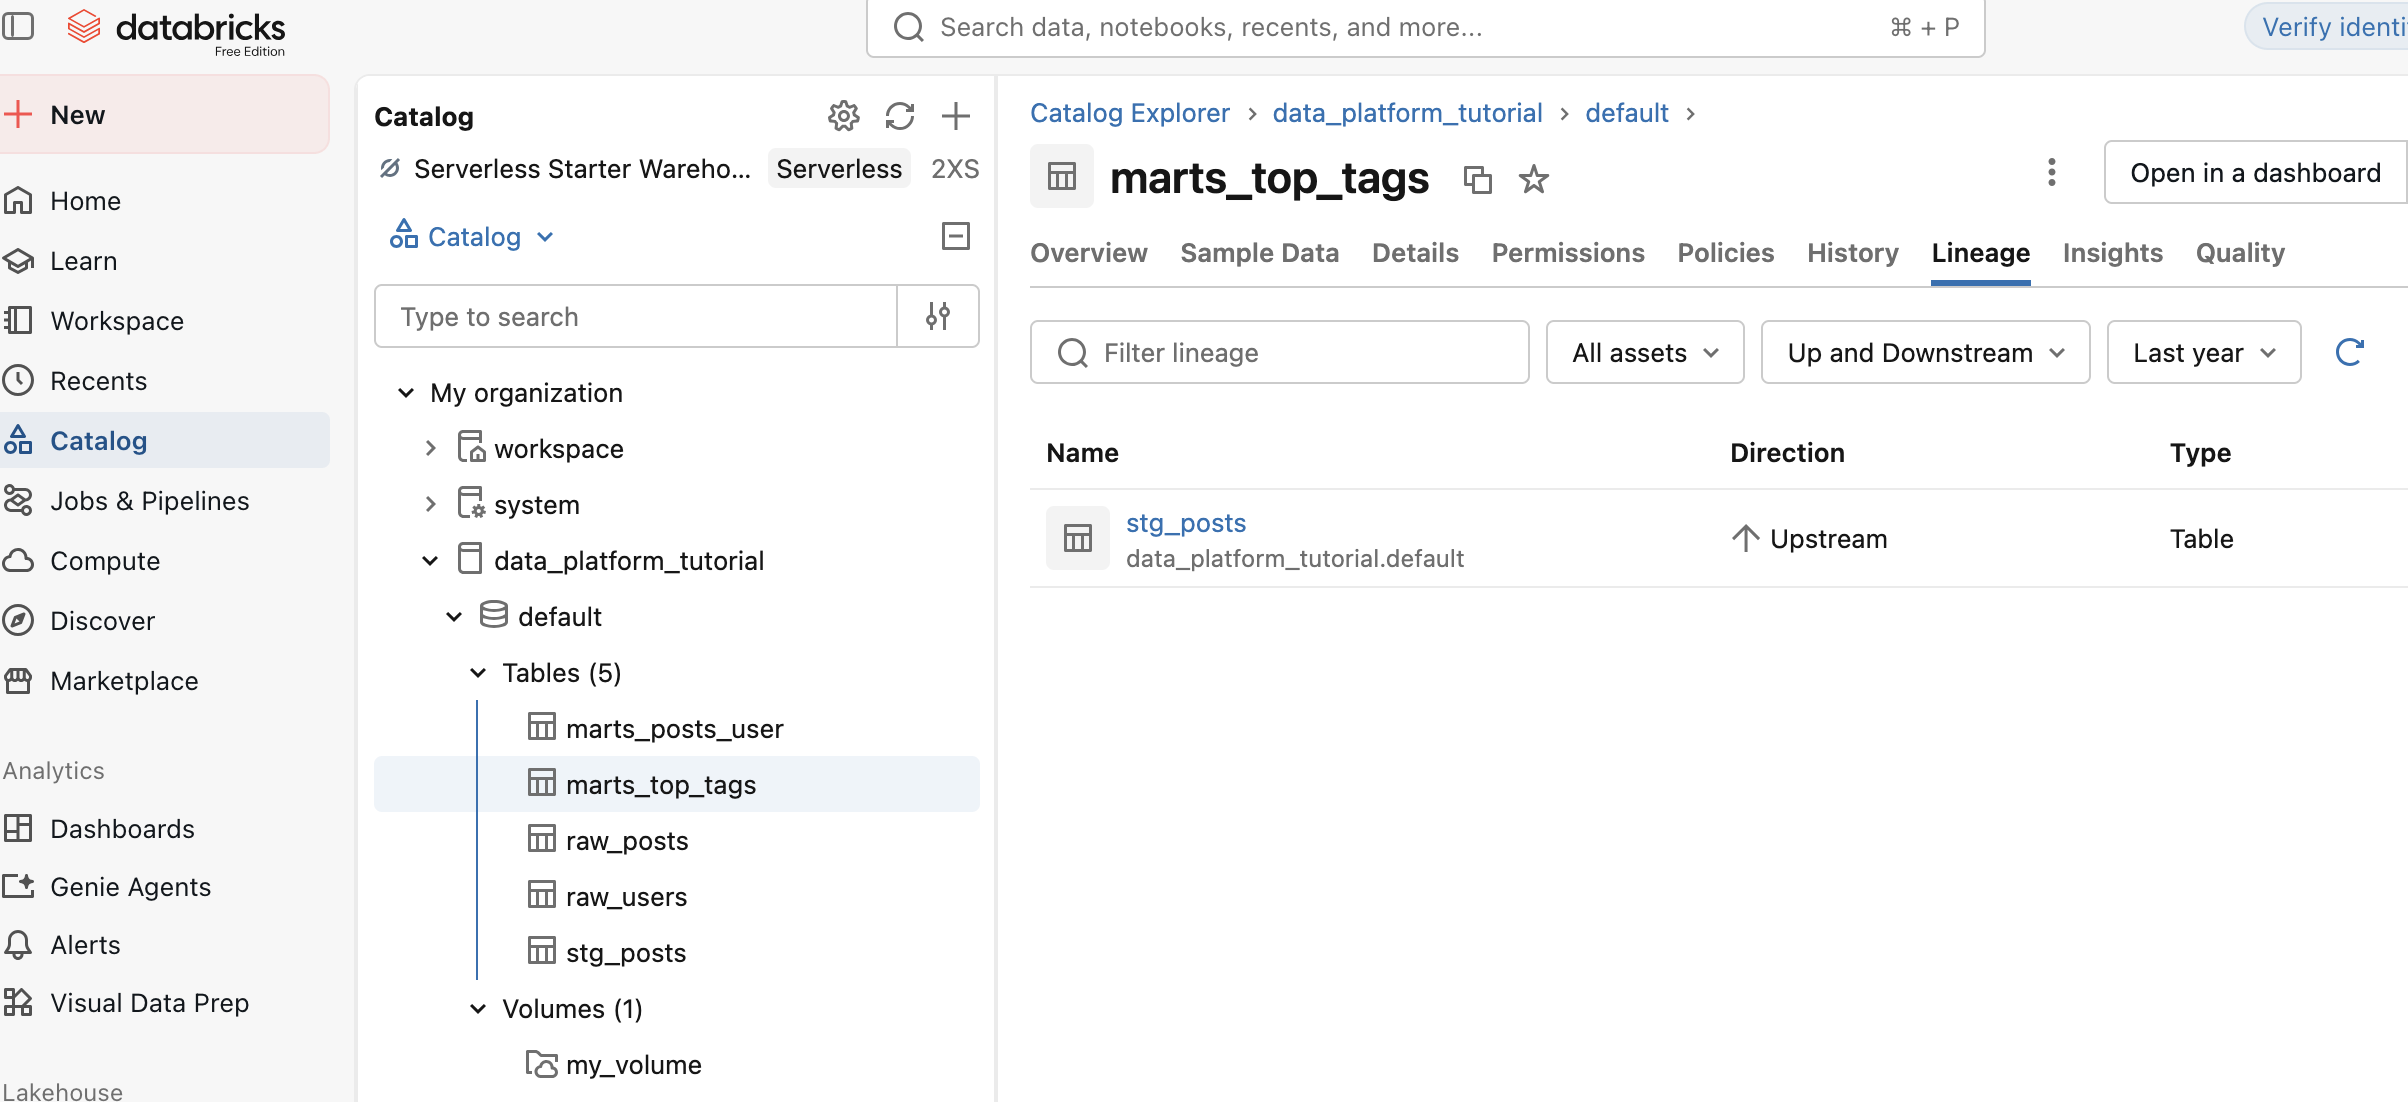 databricks
Free Edition
Search data, notebooks, recents, and more...
⌘ + P
Verify identi
New
Home
Learn
Workspace
Recents
Catalog
Jobs & Pipelines
Compute
Discover
Marketplace
Analytics
Dashboards
Genie Agents
Alerts
Visual Data Prep
Lakehouse
Catalog
Serverless Starter Wareho... Serverless 2XS
Catalog
Type to search
My organization
workspace
system
data_platform_tutorial
default
Tables (5)
marts_posts_user
marts_top_tags
raw_posts
raw_users
stg_posts
Volumes (1)
my_volume
Catalog Explorer > data_platform_tutorial > default >
marts_top_tags
Open in a dashboard
Overview Sample Data Details Permissions Policies History Lineage Insights Quality
Filter lineage All assets Up and Downstream Last year
Name Direction Type
stg_posts
data_platform_tutorial.default
Upstream
Table